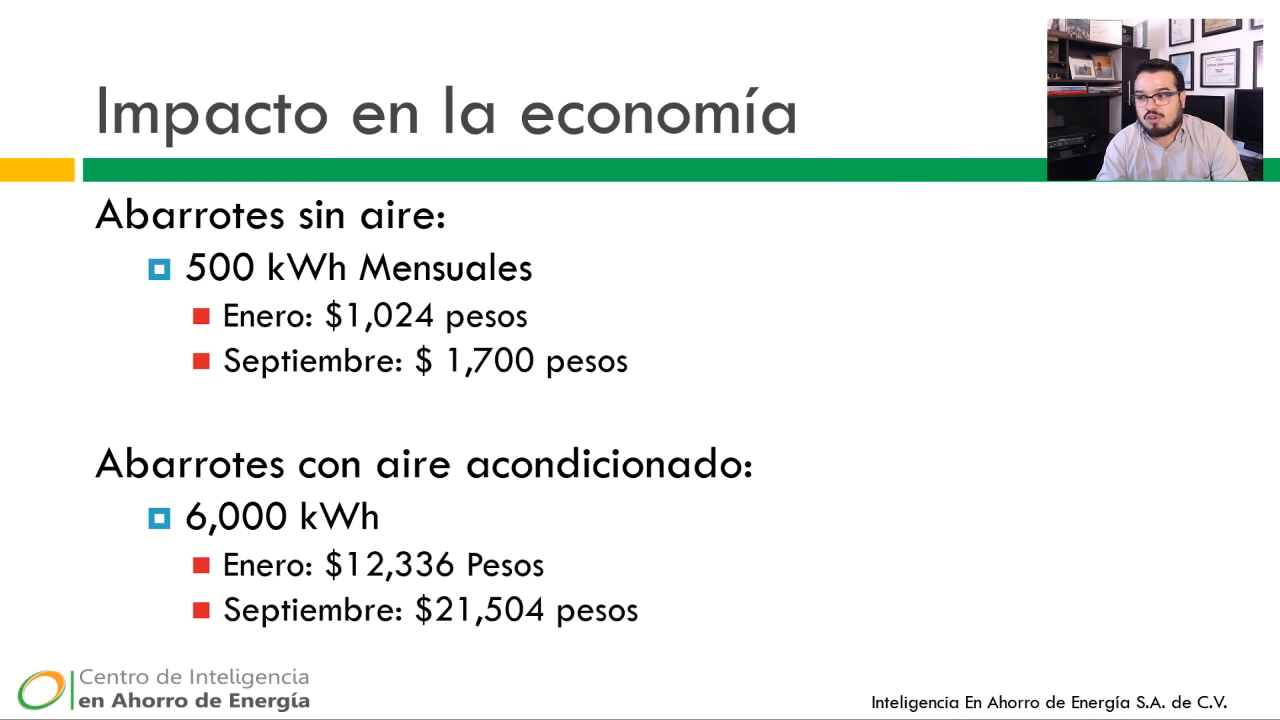 Impacto en la economía
Abarrotes sin aire:
500 kWh Mensuales
Enero: $1,024 pesos
Septiembre: $ 1,700 pesos
Abarrotes con aire acondicionado:
6,000 kWh
Enero: $12,336 Pesos
Septiembre: $21,504 pesos
Centro de Inteligencia
en Ahorro de Energía
Inteligencia En Ahorro de Energía S.A. de C.V.